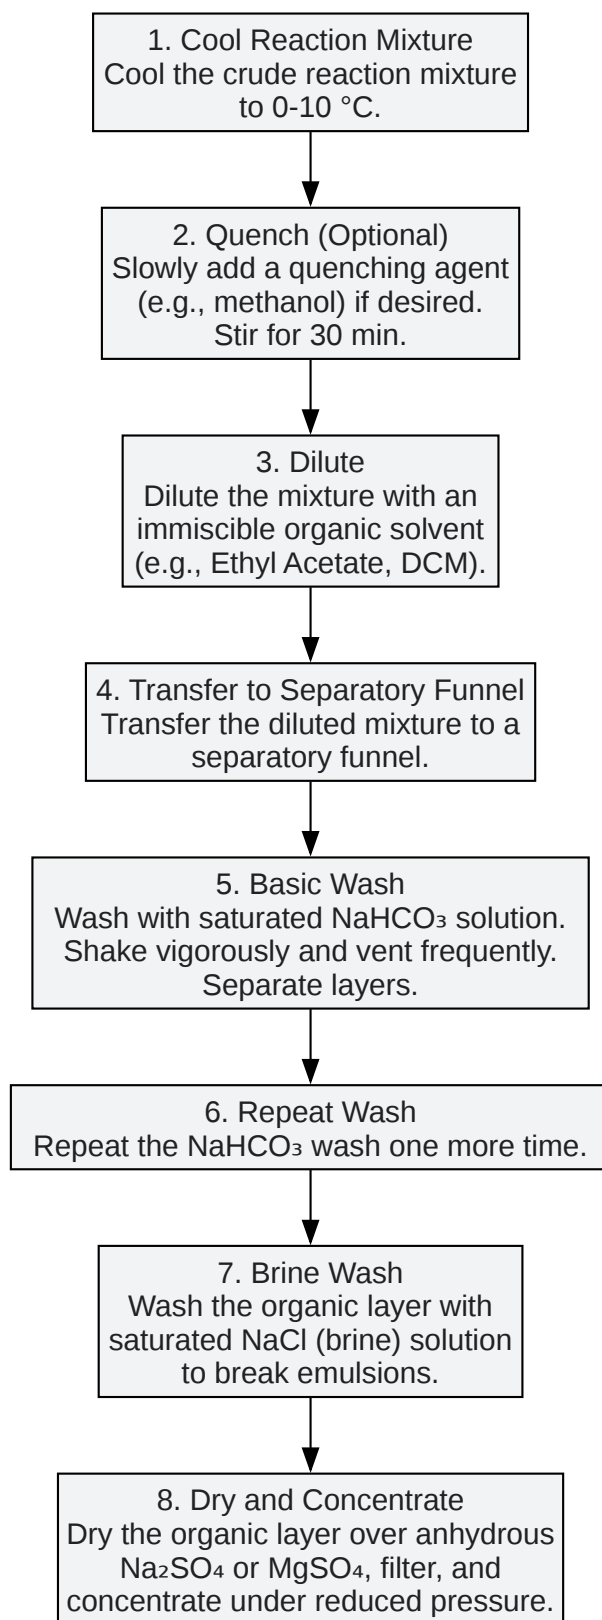 1. Cool Reaction Mixture
Cool the crude reaction mixture
to 0-10 °C.
2. Quench (Optional)
Slowly add a quenching agent
(e.g., methanol) if desired.
Stir for 30 min.
3. Dilute
Dilute the mixture with an
immiscible organic solvent
(e.g., Ethyl Acetate, DCM).
4. Transfer to Separatory Funnel
Transfer the diluted mixture to a
separatory funnel.
5. Basic Wash
Wash with saturated NaHCO₃ solution.
Shake vigorously and vent frequently.
Separate layers.
6. Repeat Wash
Repeat the NaHCO₃ wash one more time.
7. Brine Wash
Wash the organic layer with
saturated NaCl (brine) solution
to break emulsions.
8. Dry and Concentrate
Dry the organic layer over anhydrous
Na₂SO₄ or MgSO₄, filter, and
concentrate under reduced pressure.